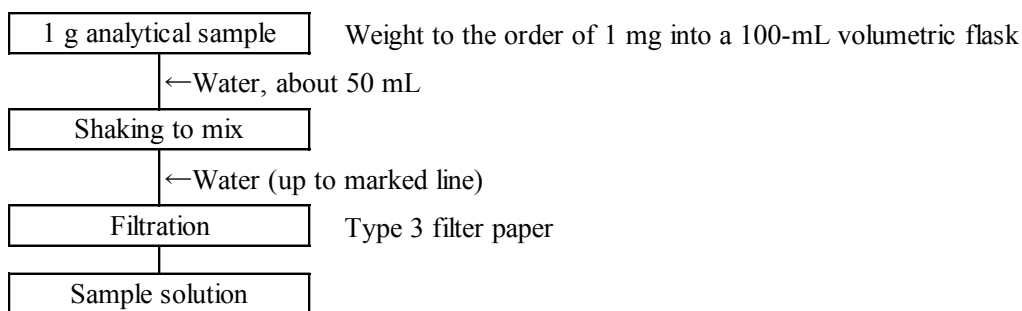 1 g analytical sample Weight to the order of 1 mg into a 100-mL volumetric flask
←Water, about 50 mL
Shaking to mix
←Water (up to marked line)
Filtration Type 3 filter paper
Sample solution